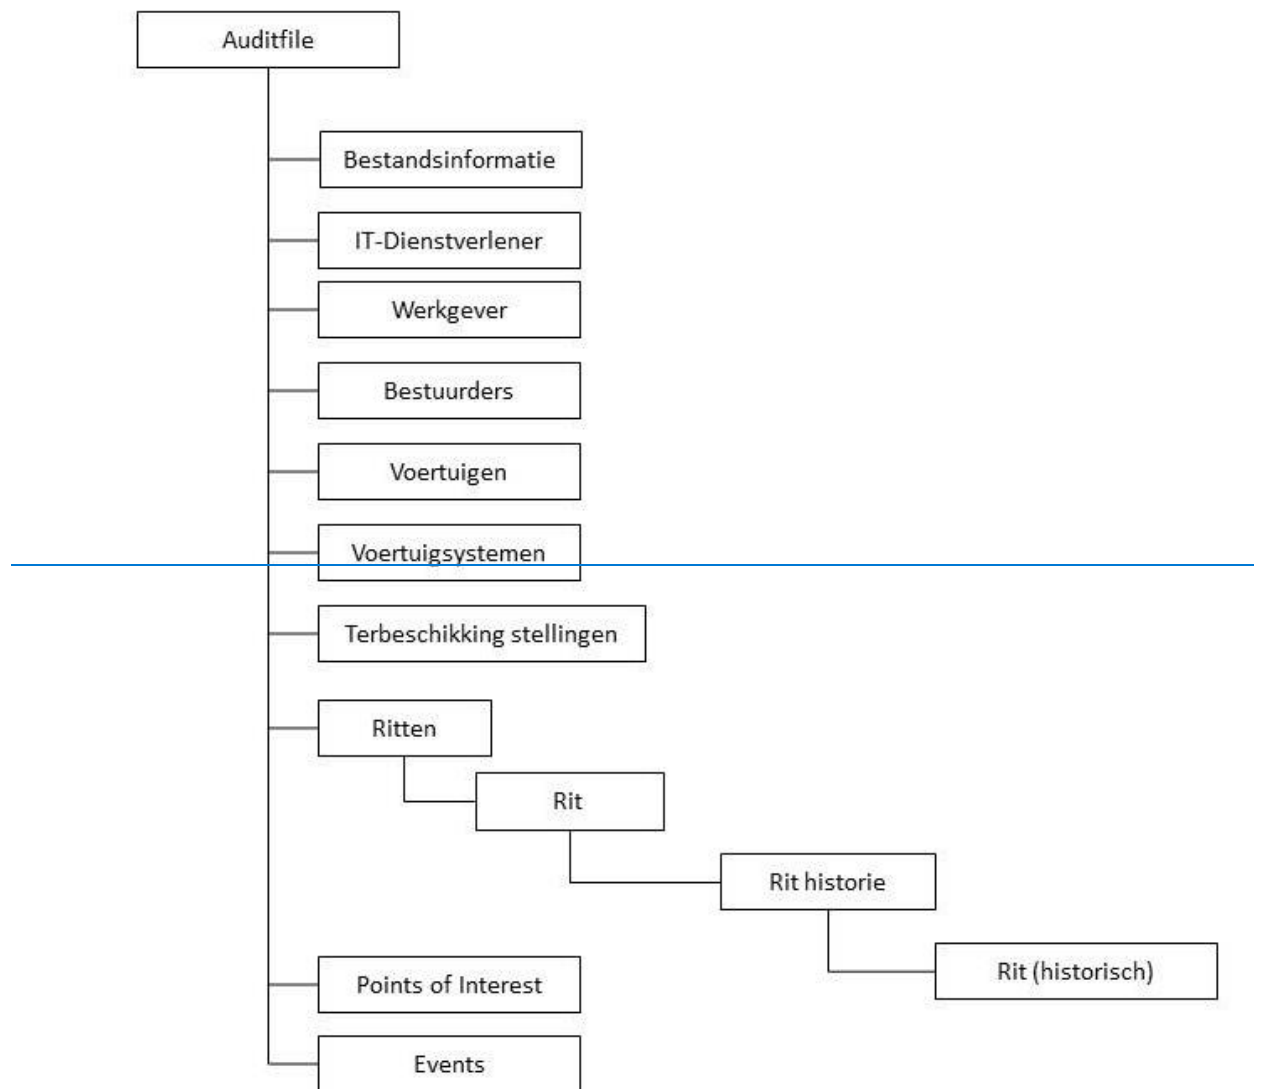 Auditfile
Bestandsinformatie
IT-Dienstverlener
Werkgever
Bestuurders
Voertuigen
Voertuigsystemen
Terbeschikking stellingen
Ritten
Rit
Rit historie
Rit (historisch)
Points of Interest
Events